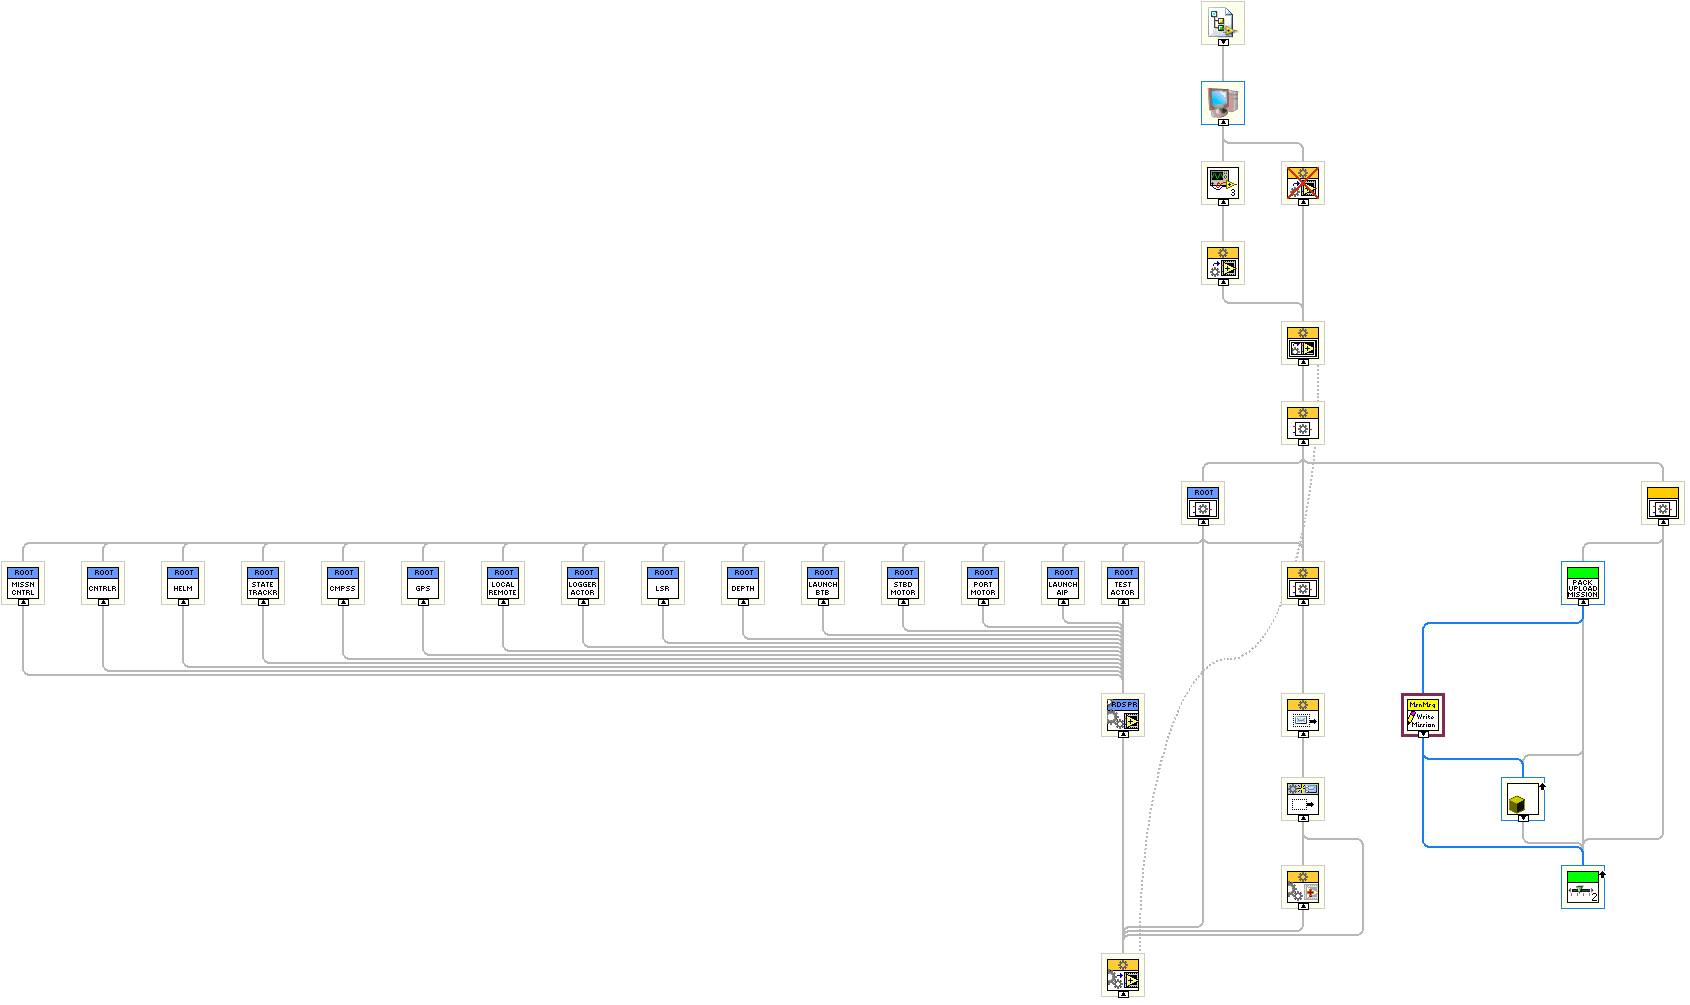 3
ROOT
ROOT
MISSN
CNTRL
ROOT
CNTRLR
ROOT
HELM
ROOT
STATE
TRACKR
ROOT
CMPSS
ROOT
GPS
ROOT
LOCAL
REMOTE
ROOT
LOGGER
ACTOR
ROOT
LSR
ROOT
DEPTH
ROOT
LAUNCH
BTB
ROOT
STBD
MOTOR
ROOT
PORT
MOTOR
ROOT
LAUNCH
AIP
ROOT
TEST
ACTOR
PACK
UPLOAD
MISSION
RDSPR
MsnMsg
Write
Mission
2